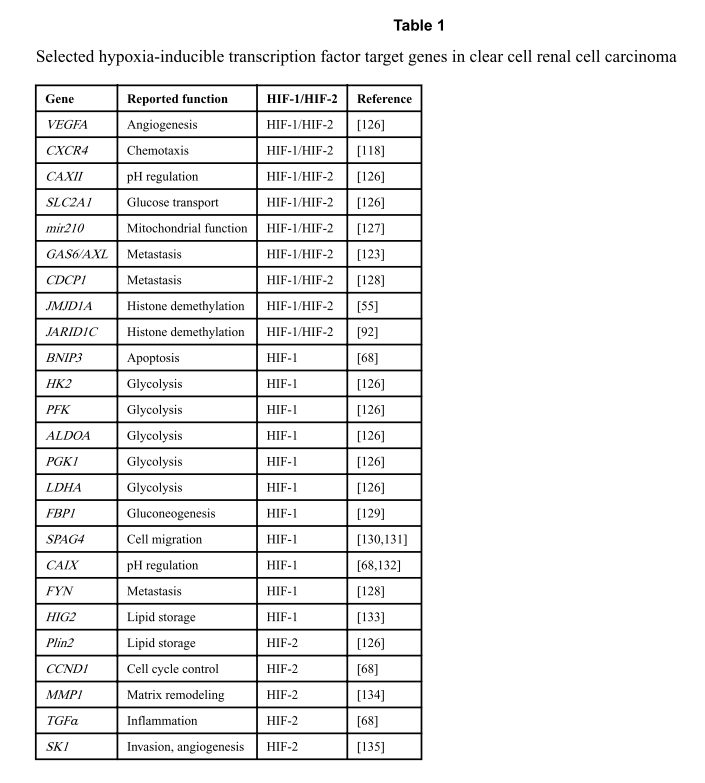 Table 1
Selected hypoxia-inducible transcription factor target genes in clear cell renal cell carcinoma
Gene Reported function HIF-1/HIF-2 Reference
VEGFA Angiogenesis HIF-1/HIF-2 [126]
CXCR4 Chemotaxis HIF-1/HIF-2 [118]
CAXII pH regulation HIF-1/HIF-2 [126]
SLC2A1 Glucose transport HIF-1/HIF-2 [126]
mir210 Mitochondrial function HIF-1/HIF-2 [127]
GAS6/AXL Metastasis HIF-1/HIF-2 [123]
CDCP1 Metastasis HIF-1/HIF-2 [128]
JMJD1A Histone demethylation HIF-1/HIF-2 [55]
JARID1C Histone demethylation HIF-1/HIF-2 [92]
BNIP3 Apoptosis HIF-1 [68]
HK2 Glycolysis HIF-1 [126]
PFK Glycolysis HIF-1 [126]
ALDOA Glycolysis HIF-1 [126]
PGK1 Glycolysis HIF-1 [126]
LDHA Glycolysis HIF-1 [126]
FBP1 Gluconeogenesis HIF-1 [129]
SPAG4 Cell migration HIF-1 [130,131]
CAIX pH regulation HIF-1 [68,132]
FYN Metastasis HIF-1 [128]
HIG2 Lipid storage HIF-1 [133]
Plin2 Lipid storage HIF-2 [126]
CCND1 Cell cycle control HIF-2 [68]
MMP1 Matrix remodeling HIF-2 [134]
TGFα Inflammation HIF-2 [68]
SK1 Invasion, angiogenesis HIF-2 [135]